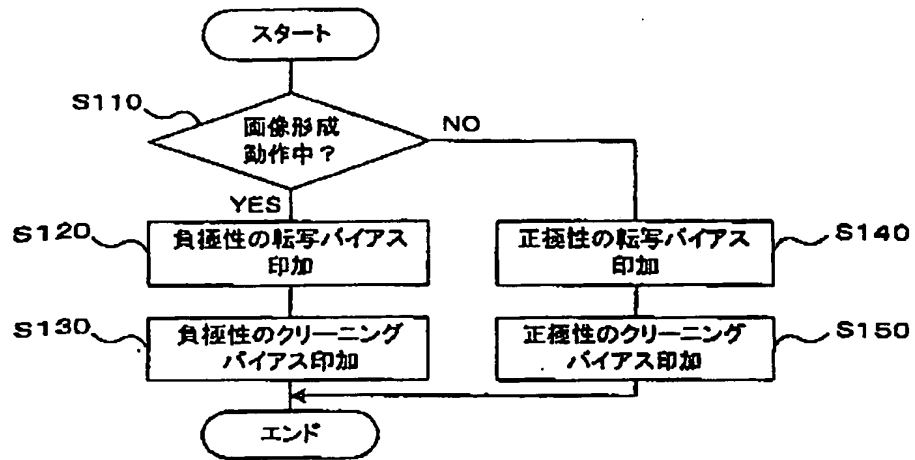 スタート
S110
画像形成
動作中？
NO
YES
S120
負極性の転写バイアス
印加
正極性の転写バイアス
印加
S140
S130
負極性のクリーニング
バイアス印加
正極性のクリーニング
バイアス印加
S150
エンド